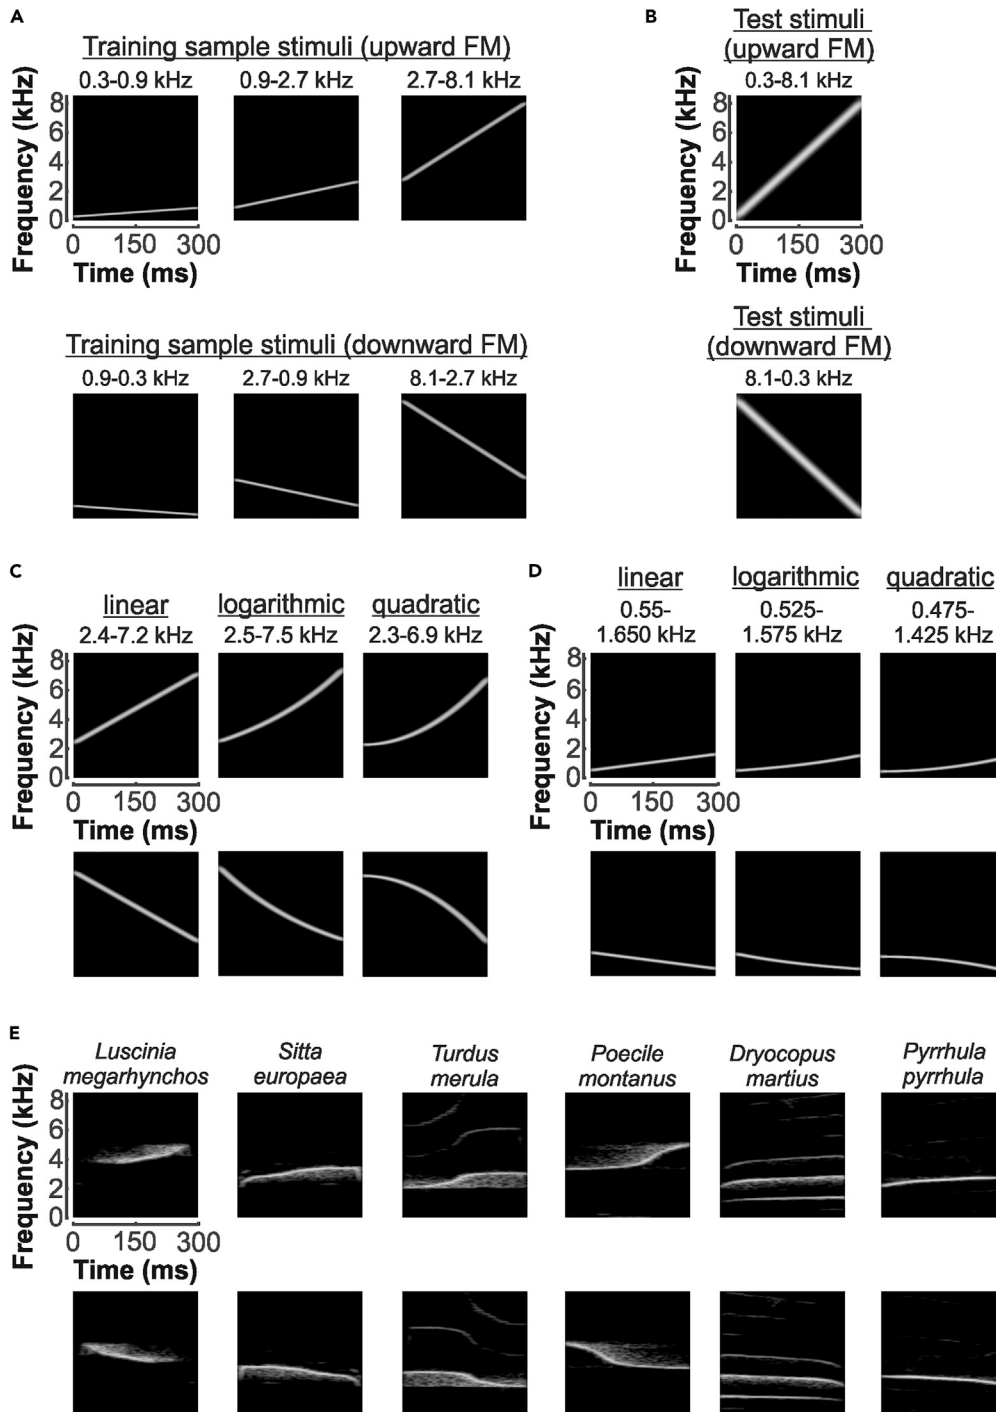 A
Training sample stimuli (upward FM)
0.3-0.9 kHz 0.9-2.7 kHz 2.7-8.1 kHz
Frequency (kHz)
8
6
4
2
0
0 150 300
Time (ms)
Training sample stimuli (downward FM)
0.9-0.3 kHz 2.7-0.9 kHz 8.1-2.7 kHz
B
Test stimuli
(upward FM)
0.3-8.1 kHz
Frequency (kHz)
8
6
4
2
0
0 150 300
Time (ms)
Test stimuli
(downward FM)
8.1-0.3 kHz
C
linear logarithmic quadratic
2.4-7.2 kHz 2.5-7.5 kHz 2.3-6.9 kHz
Frequency (kHz)
8
6
4
2
0
0 150 300
Time (ms)
D
linear logarithmic quadratic
0.55- 0.525- 0.475-
1.650 kHz 1.575 kHz 1.425 kHz
Frequency (kHz)
8
6
4
2
0
0 150 300
Time (ms)
E
Luscinia Sitta Turdus Poecile Dryocopus Pyrrhula
megarhynchos europaea merula montanus martius pyrrhula
Frequency (kHz)
8
6
4
2
0
0 150 300
Time (ms)